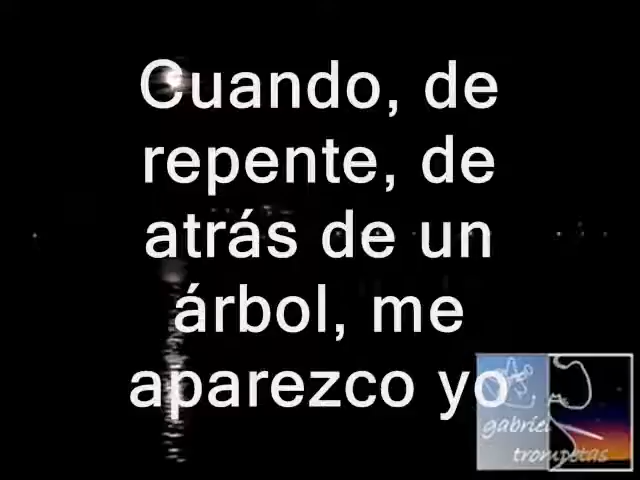 Cuando, de
repente, de
atrás de un
árbol, me
aparezco yo
gabriel
trompetas